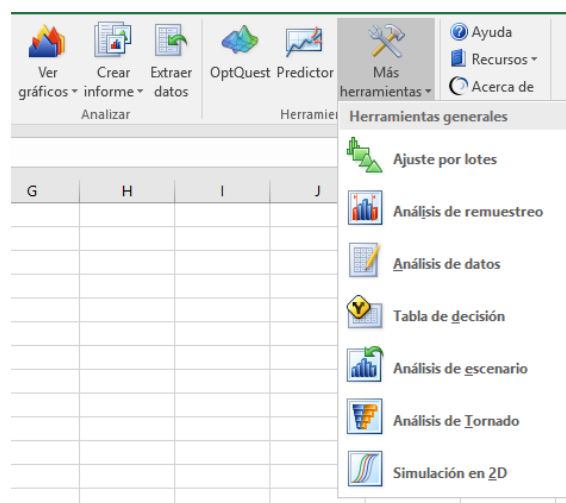 Ver gráficos
Crear informe
Extraer datos
OptQuest
Predictor
Más herramientas
Ayuda
Recursos
Acerca de
Analizar
Herramie
Herramientas generales
G H I J
Ajuste por lotes
Análisis de remuestreo
Análisis de datos
Tabla de decisión
Análisis de escenario
Análisis de Tornado
Simulación en 2D